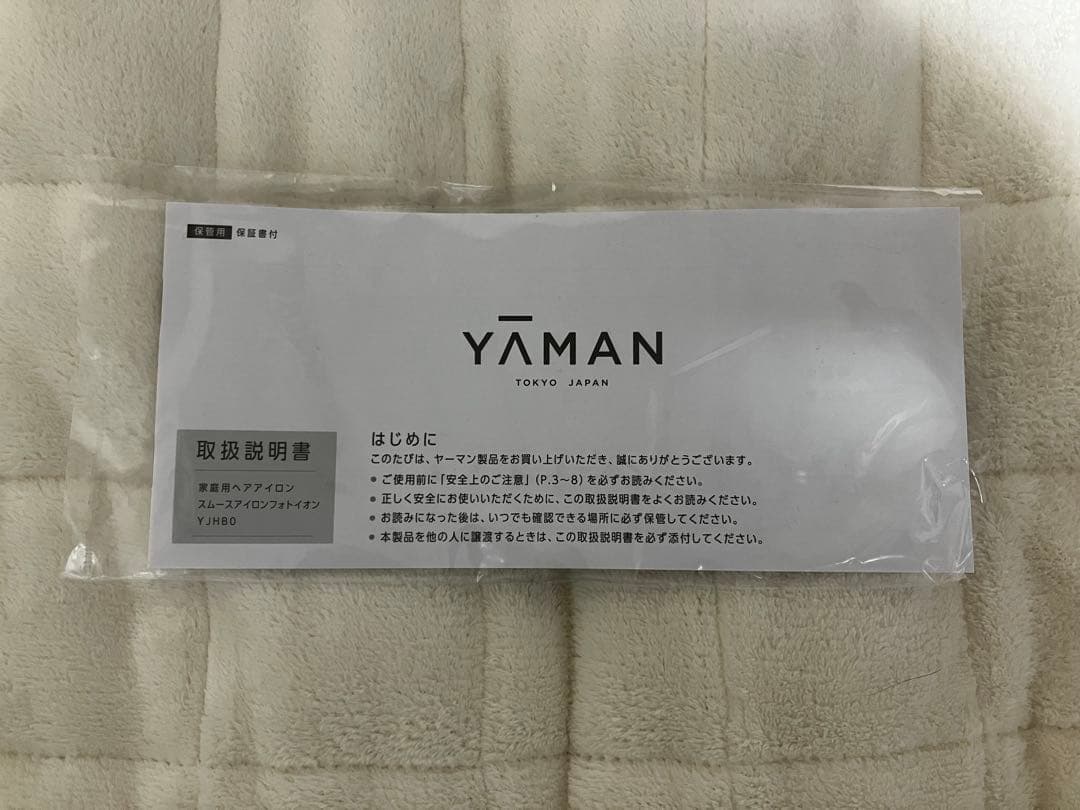 保管用 保証書付
YĀMAN
TOKYO JAPAN
取扱説明書
家庭用ヘアアイロン
スムースアイロンフォトイオン
YJHB0
はじめに
このたびは、ヤーマン製品をお買い上げいただき、誠にありがとうございます。
● ご使用前に「安全上のご注意」(P.3~8)を必ずお読みください。
● 正しく安全にお使いいただくために、この取扱説明書をよくお読みください。
● お読みになった後は、いつでも確認できる場所に必ず保管してください。
● 本製品を他の人に譲渡するときは、この取扱説明書を必ず添付してください。